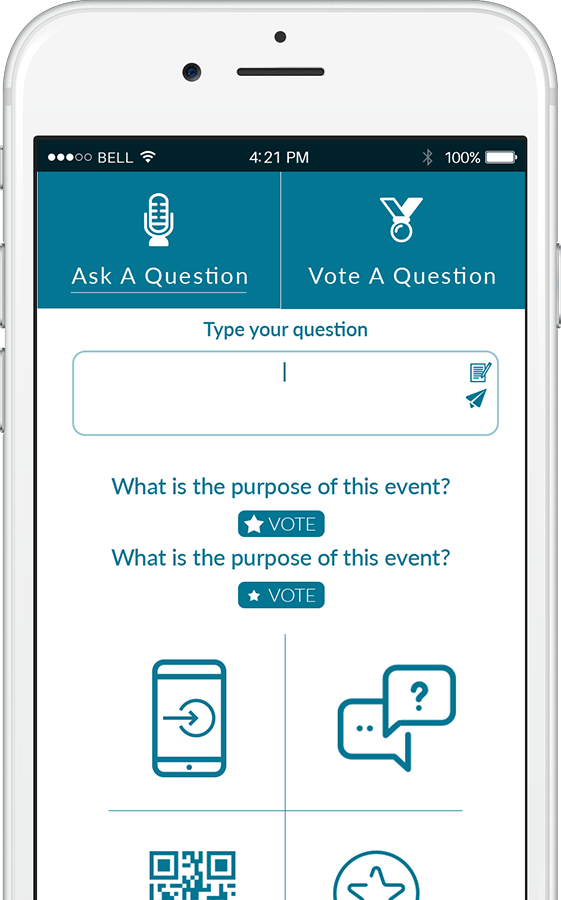 BELL 4:21 PM 100%
Ask A Question Vote A Question
Type your question
What is the purpose of this event?
VOTE
What is the purpose of this event?
VOTE
?